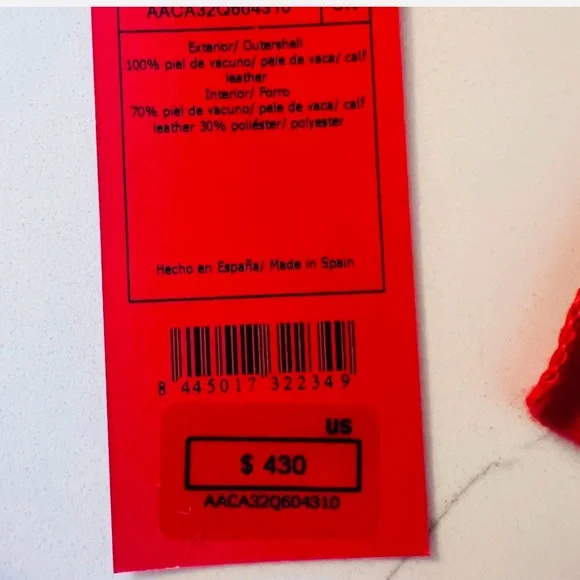 AACA32Q604310
Exterior/ Outershell
100% piel de vacuno/ pele de vaca/ calf
leather
Interior/ Forro
70% piel de vacuno/ pele de vaca/ calf
leather 30% poliéster/ polyester
Hecho en España/ Made in Spain
8 445017 322349
US
$ 430
AACA32Q604310